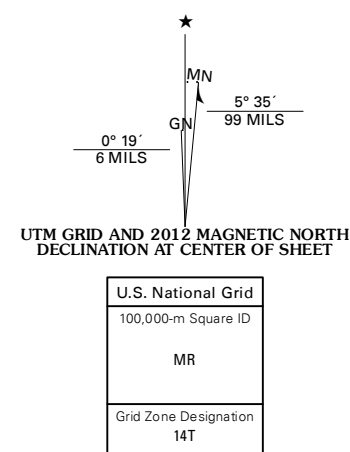 ★
MN
5° 35´
99 MILS
GN
0° 19´
6 MILS
UTM GRID AND 2012 MAGNETIC NORTH
DECLINATION AT CENTER OF SHEET
U.S. National Grid
100,000-m Square ID
MR
Grid Zone Designation
14T